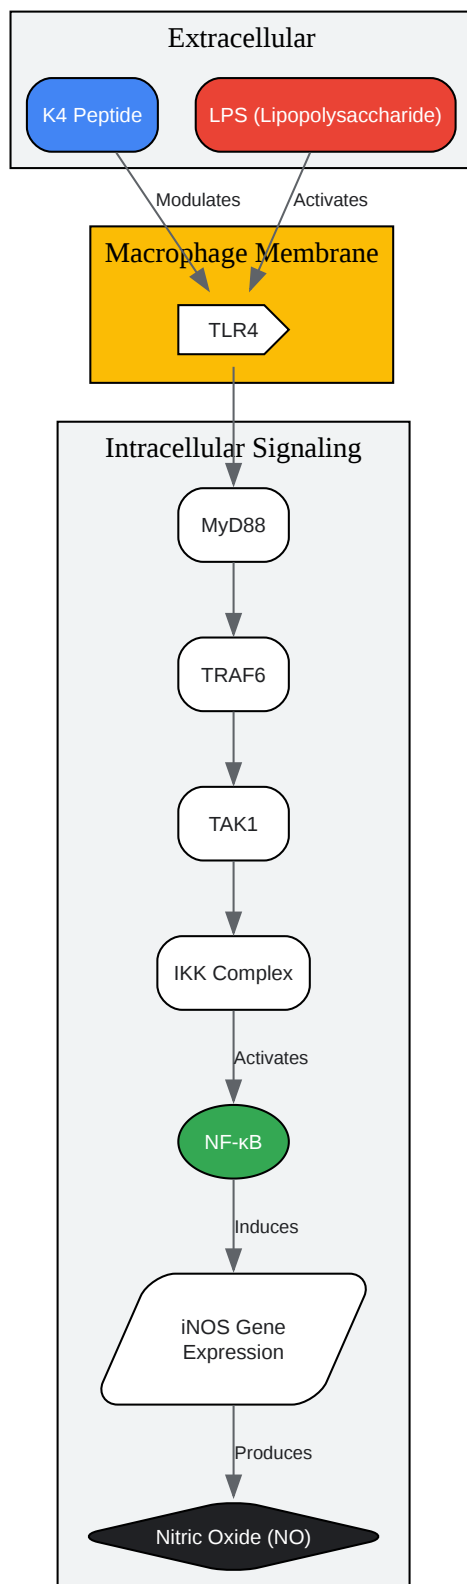 Extracellular
K4 Peptide
LPS (Lipopolysaccharide)
Modulates
Activates
Macrophage Membrane
TLR4
Intracellular Signaling
MyD88
TRAF6
TAK1
IKK Complex
Activates
NF-κB
Induces
iNOS Gene
Expression
Produces
Nitric Oxide (NO)